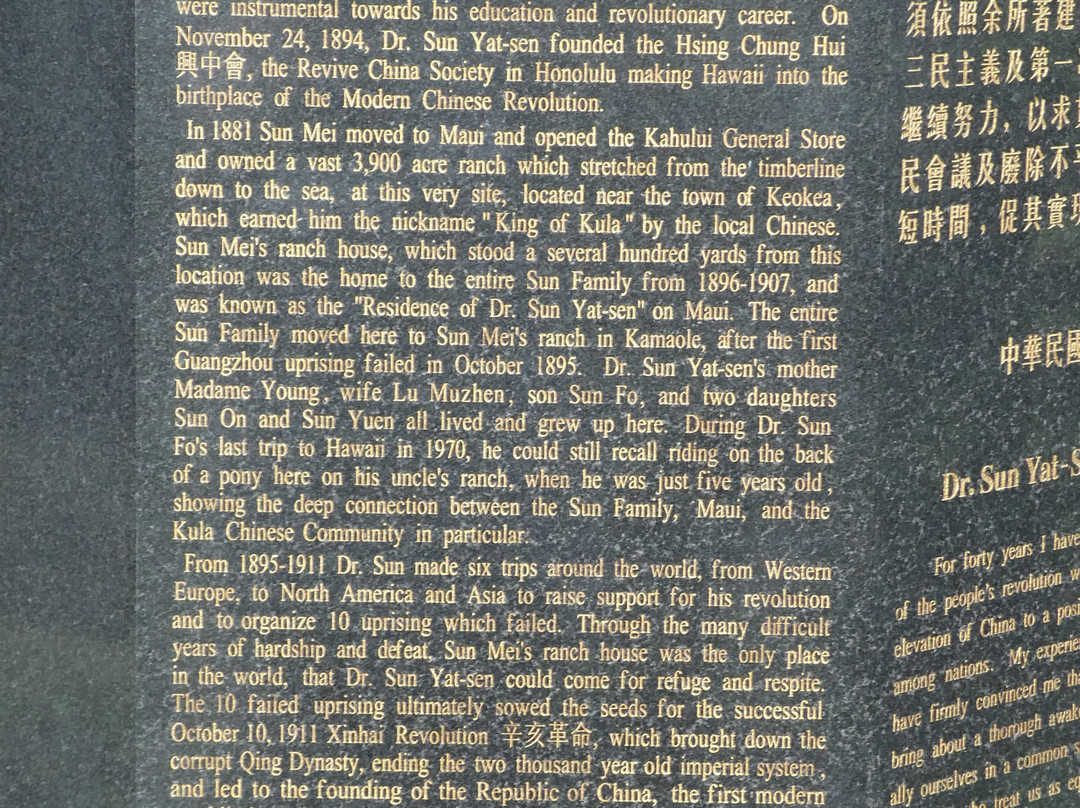 were instrumental towards his education and revolutionary career. On
November 24, 1894, Dr. Sun Yat-sen founded the Hsing Chung Hui
興中會, the Revive China Society in Honolulu making Hawaii into the
birthplace of the Modern Chinese Revolution.
In 1881 Sun Mei moved to Maui and opened the Kahului General Store
and owned a vast 3,900 acre ranch which stretched from the timberline
down to the sea, at this very site, located near the town of Keokea,
which earned him the nickname "King of Kula" by the local Chinese.
Sun Mei's ranch house, which stood a several hundred yards from this
location was the home to the entire Sun Family from 1896-1907, and
was known as the "Residence of Dr. Sun Yat-sen" on Maui. The entire
Sun Family moved here to Sun Mei's ranch in Kamaole, after the first
Guangzhou uprising failed in October 1895. Dr. Sun Yat-sen's mother
Madame Young, wife Lu Muzhen, son Sun Fo, and two daughters
Sun On and Sun Yuen all lived and grew up here. During Dr. Sun
Fo's last trip to Hawaii in 1970, he could still recall riding on the back
of a pony here on his uncle's ranch, when he was just five years old,
showing the deep connection between the Sun Family, Maui, and the
Kula Chinese Community in particular.
From 1895-1911 Dr. Sun made six trips around the world, from Western
Europe, to North America and Asia to raise support for his revolution
and to organize 10 uprising which failed. Through the many difficult
years of hardship and defeat, Sun Mei's ranch house was the only place
in the world, that Dr. Sun Yat-sen could come for refuge and respite.
The 10 failed uprising ultimately sowed the seeds for the successful
October 10, 1911 Xinhai Revolution 辛亥革命, which brought down the
corrupt Qing Dynasty, ending the two thousand year old imperial system,
and led to the founding of the Republic of China, the first modern
須依照余所著建
三民主義及第一
繼續努力，以求
民會議及廢除不
短時間，促其實現
中華民國
Dr. Sun Yat-S
For forty years I have
of the people's revolution w
elevation of China to a posi
among nations. My experie
have firmly convinced me tha
bring about a thorough awak
ally ourselves in a common s
treat us as eq